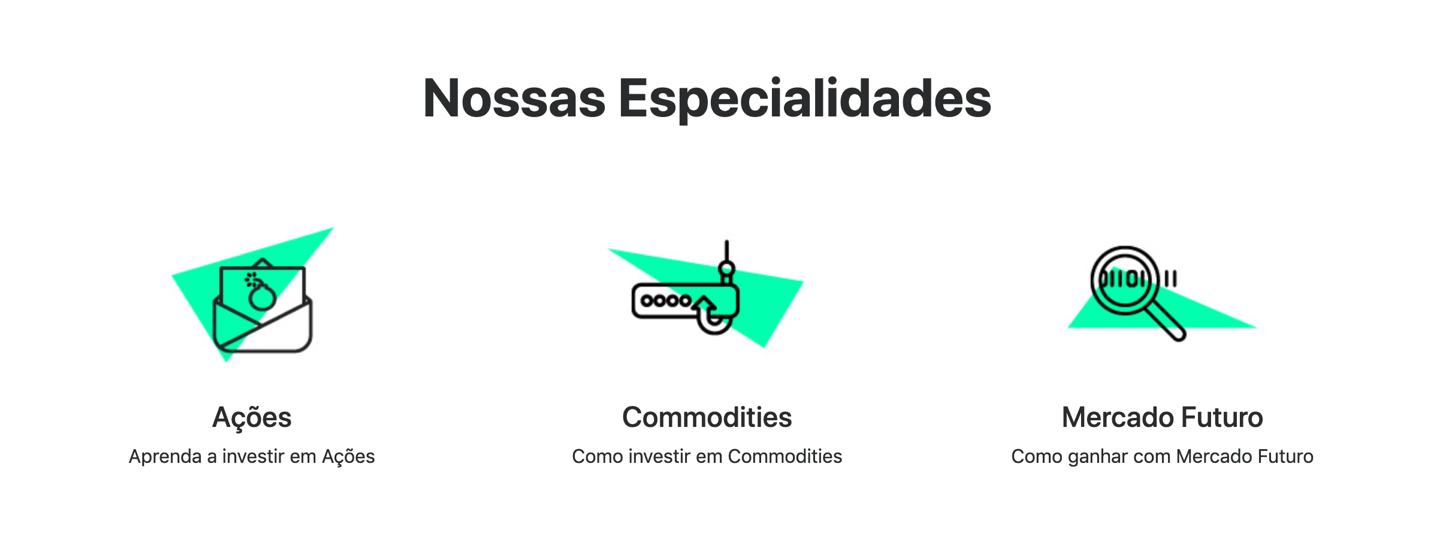 Nossas Especialidades
Ações
Commodities
Mercado Futuro
Aprenda a investir em Ações
Como investir em Commodities
Como ganhar com Mercado Futuro